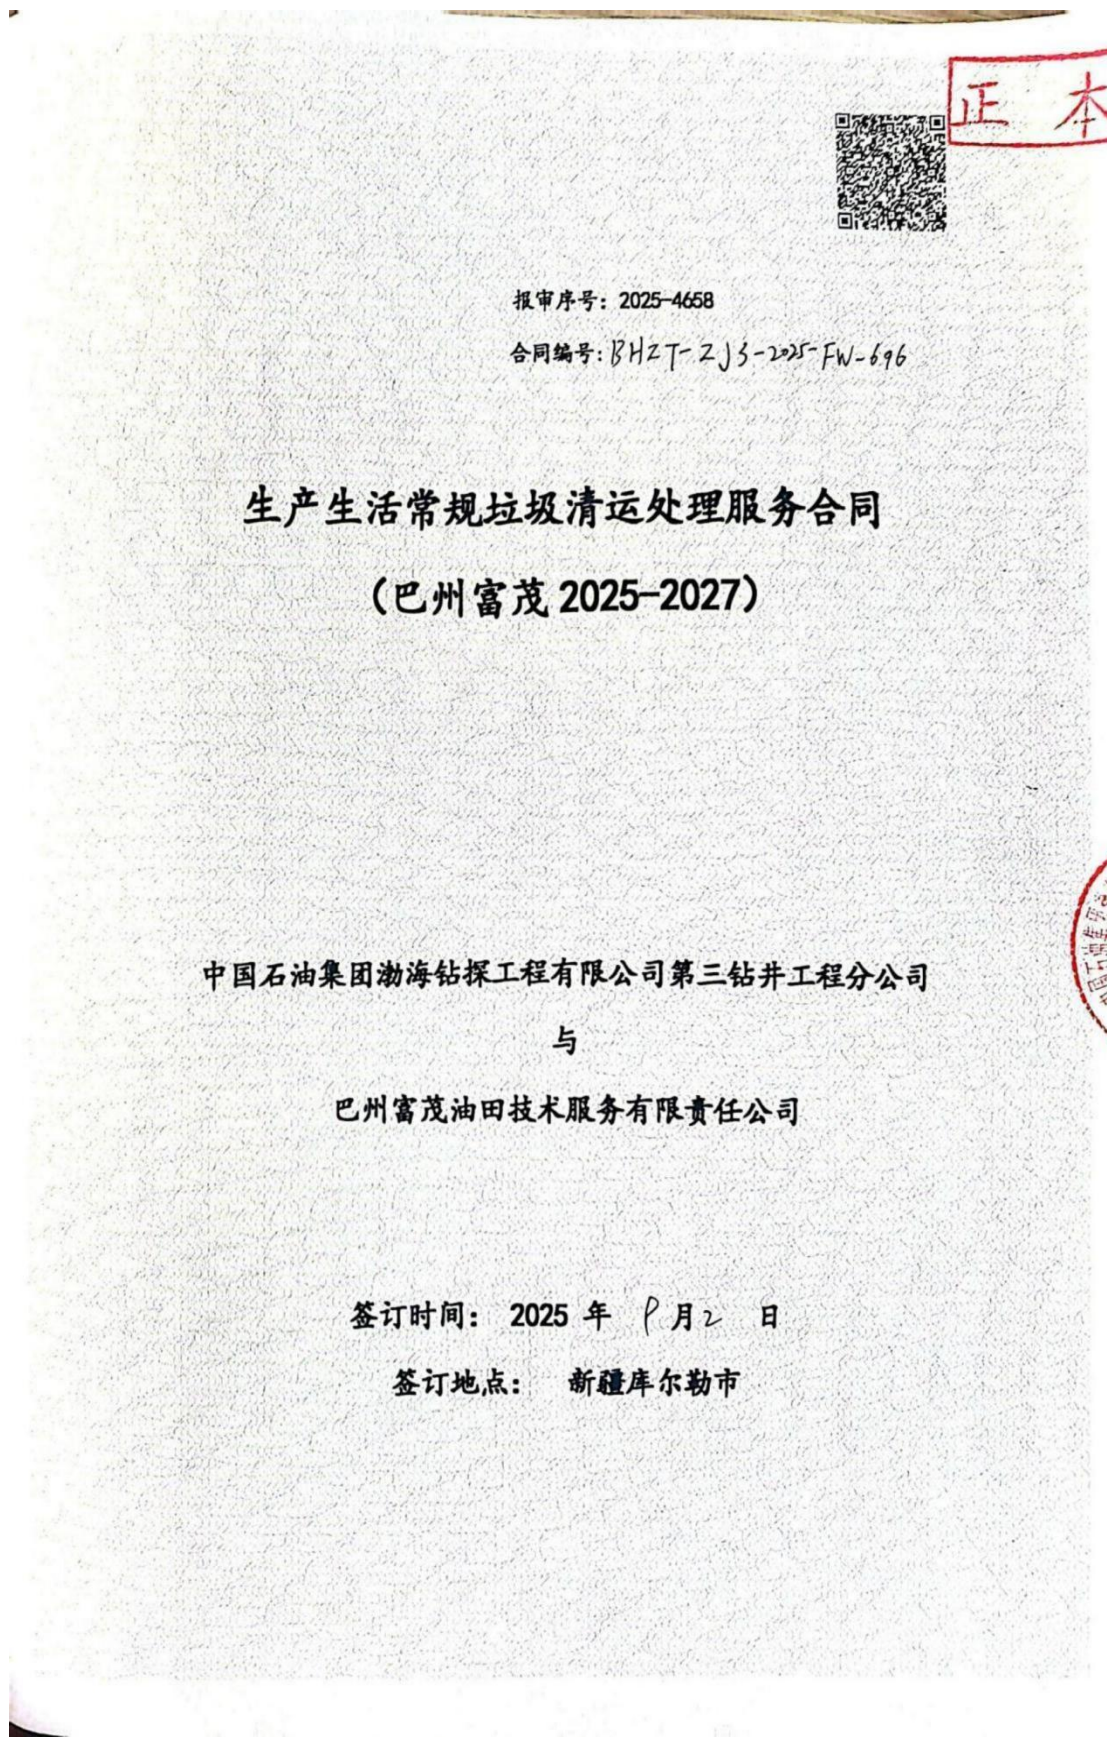 正 本
报审序号：2025-4658
合同编号：BHZT-ZJ3-2025-FW-696
生产生活常规垃圾清运处理服务合同
（巴州富茂 2025-2027）
中国石油集团渤海钻探工程有限公司第三钻井工程分公司
与
巴州富茂油田技术服务有限责任公司
签订时间： 2025 年 9 月 2 日
签订地点： 新疆库尔勒市